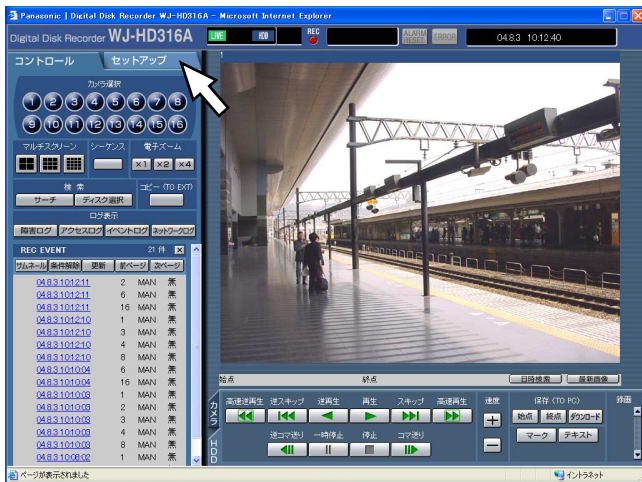 Panasonic | Digital Disk Recorder WJ-HD316A - Microsoft Internet Explorer
Digital Disk Recorder WJ-HD316A
LIVE HDD REC ALARM RESET ERROR 04.8.3 10:12:40
コントロール セットアップ
カメラ選択
1 2 3 4 5 6 7 8
9 10 11 12 13 14 15 16
マルチスクリーン シーケンス 電子ズーム
×1 ×2 ×4
検 索 コピー (TO EXT)
サーチ ディスク選択
ログ表示
障害ログ アクセスログ イベントログ ネットワークログ
REC EVENT 21 件
サムネール 条件解除 更新 前ページ 次ページ
04.8.3 10:12:11 2 MAN 無
04.8.3 10:12:11 6 MAN 無
04.8.3 10:12:11 16 MAN 無
04.8.3 10:12:10 1 MAN 無
04.8.3 10:12:10 3 MAN 無
04.8.3 10:12:10 4 MAN 無
04.8.3 10:12:10 8 MAN 無
04.8.3 10:10:04 6 MAN 無
04.8.3 10:10:04 16 MAN 無
04.8.3 10:10:03 1 MAN 無
04.8.3 10:10:03 2 MAN 無
04.8.3 10:10:03 3 MAN 無
04.8.3 10:10:03 4 MAN 無
04.8.3 10:10:03 8 MAN 無
04.8.3 10:08:02 1 MAN 無
1
始点 終点 日時検索 最新画像
カメラ
HDD
高速逆再生 逆スキップ 逆再生 再生 スキップ 高速再生 速度 保存 (TO PC) 録画
始点 終点 ダウンロード
逆コマ送り 一時停止 停止 コマ送り
マーク テキスト
ページが表示されました イントラネット